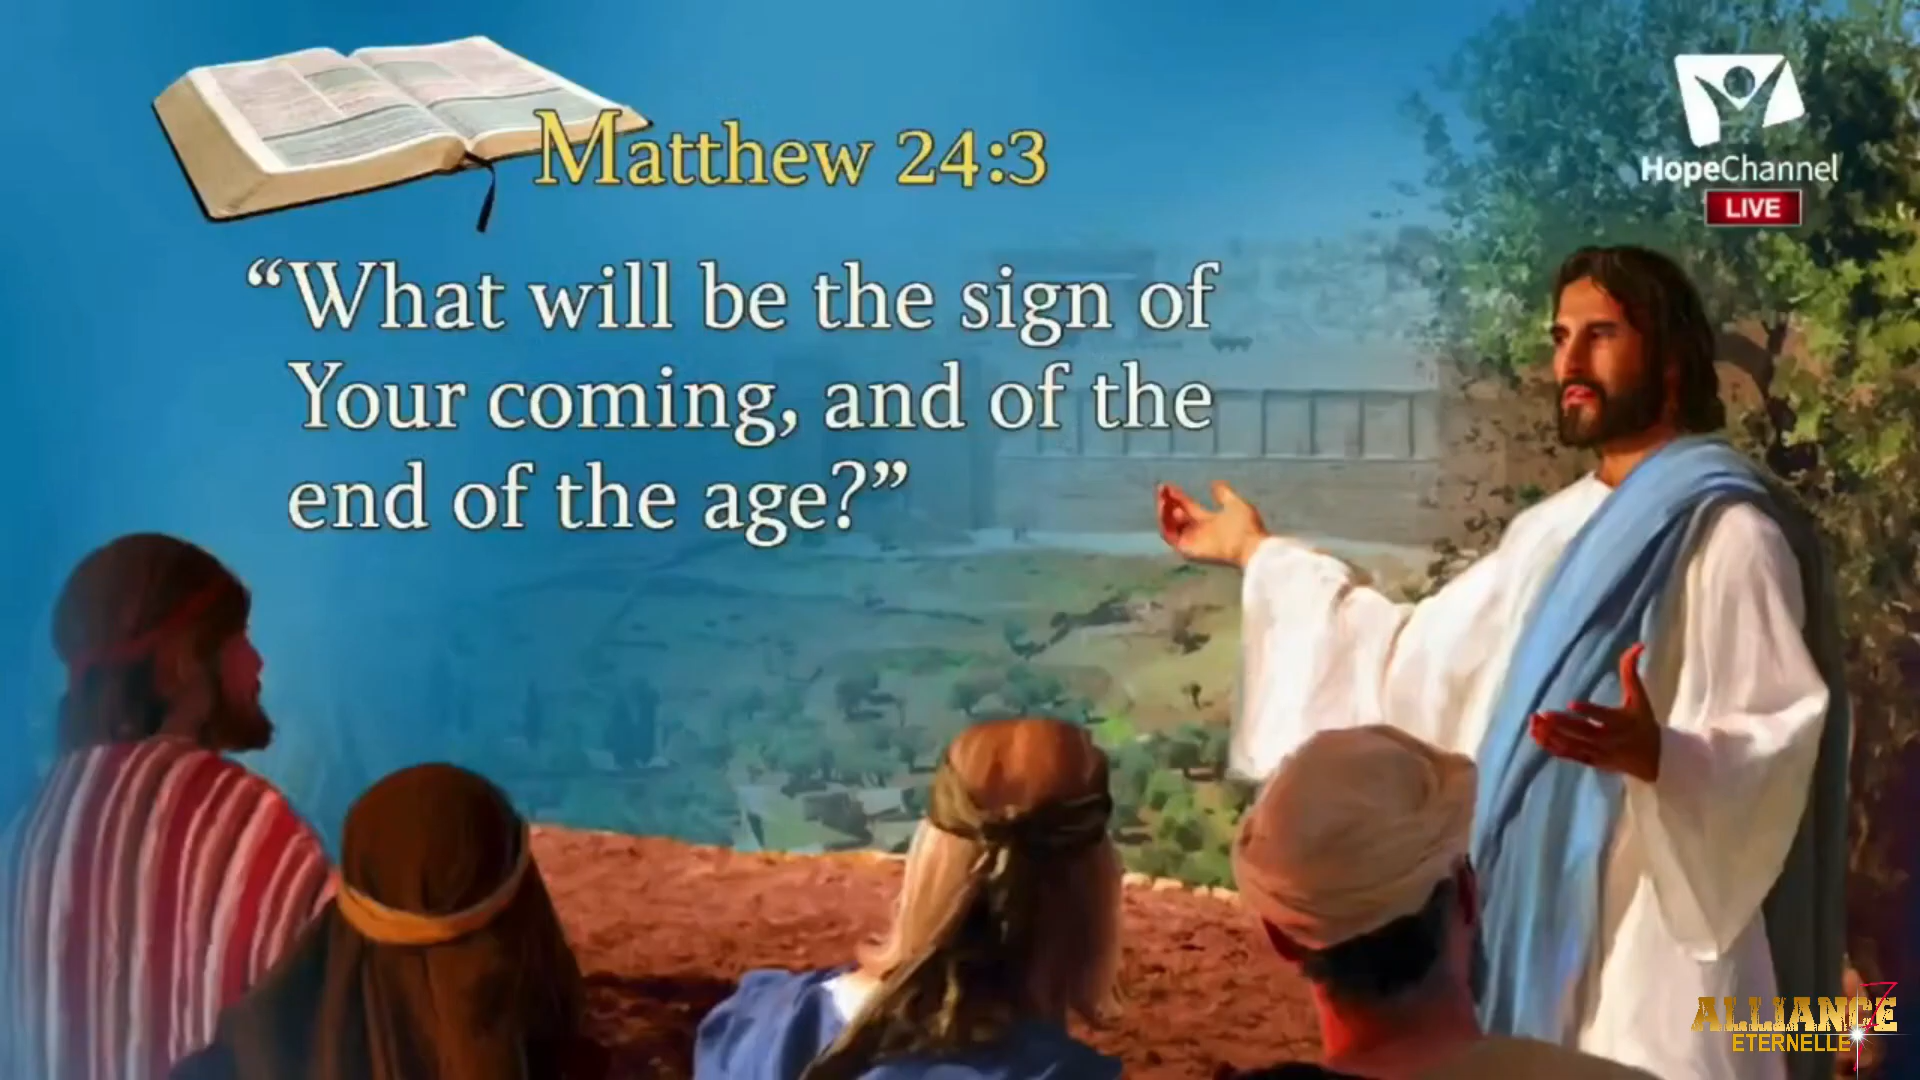 Matthew 24:3
HopeChannel
LIVE
“What will be the sign of
Your coming, and of the
end of the age?”
ALLIANCE
ETERNELLE
7